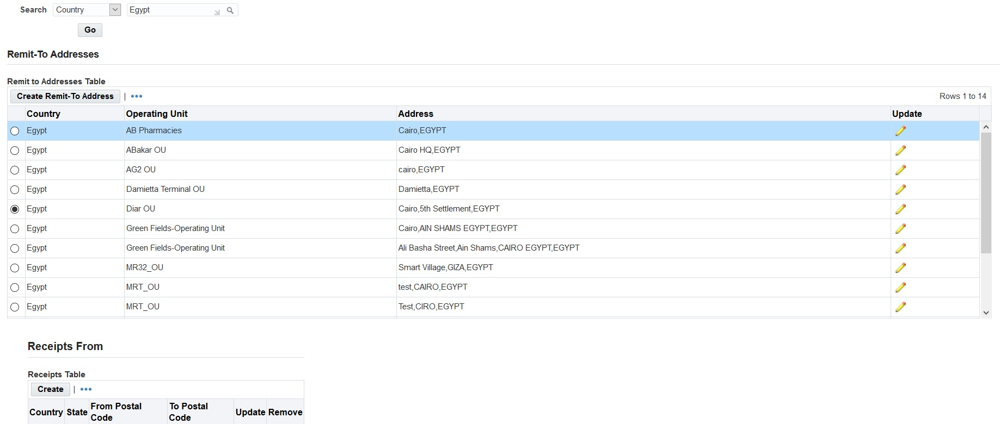 Search Country Egypt
Go
Remit-To Addresses
Remit to Addresses Table
Create Remit-To Address | Rows 1 to 14
Country Operating Unit Address Update
Egypt AB Pharmacies Cairo,EGYPT
Egypt ABakar OU Cairo HQ,EGYPT
Egypt AG2 OU cairo,EGYPT
Egypt Damietta Terminal OU Damietta,EGYPT
Egypt Diar OU Cairo,5th Settlement,EGYPT
Egypt Green Fields-Operating Unit Cairo,AIN SHAMS EGYPT,EGYPT
Egypt Green Fields-Operating Unit Ali Basha Street,Ain Shams,CAIRO EGYPT,EGYPT
Egypt MR32_OU Smart Village,GIZA,EGYPT
Egypt MRT_OU test,CAIRO,EGYPT
Egypt MRT_OU Test,CIRO,EGYPT
Receipts From
Receipts Table
Create |
Country State From Postal Code To Postal Code Update Remove